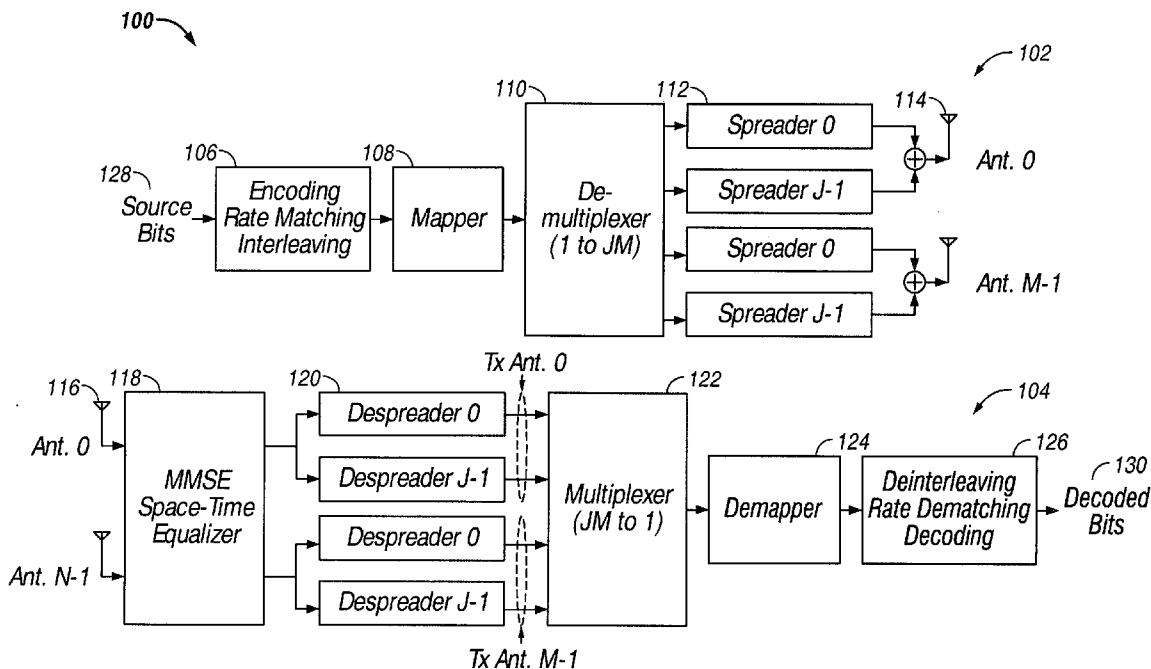 100
102
110
112
114
Spreader 0
Ant. 0
106
108
128
Source
Bits
Encoding
Rate Matching
Interleaving
Mapper
De-
multiplexer
(1 to JM)
Spreader J-1
Spreader 0
Ant. M-1
Spreader J-1
Tx Ant. 0
116
118
120
122
104
Despreader 0
Ant. 0
Despreader J-1
MMSE
Space-Time
Equalizer
Multiplexer
(JM to 1)
124
126
130
Demapper
Deinterleaving
Rate Dematching
Decoding
Decoded
Bits
Despreader 0
Ant. N-1
Despreader J-1
Tx Ant. M-1